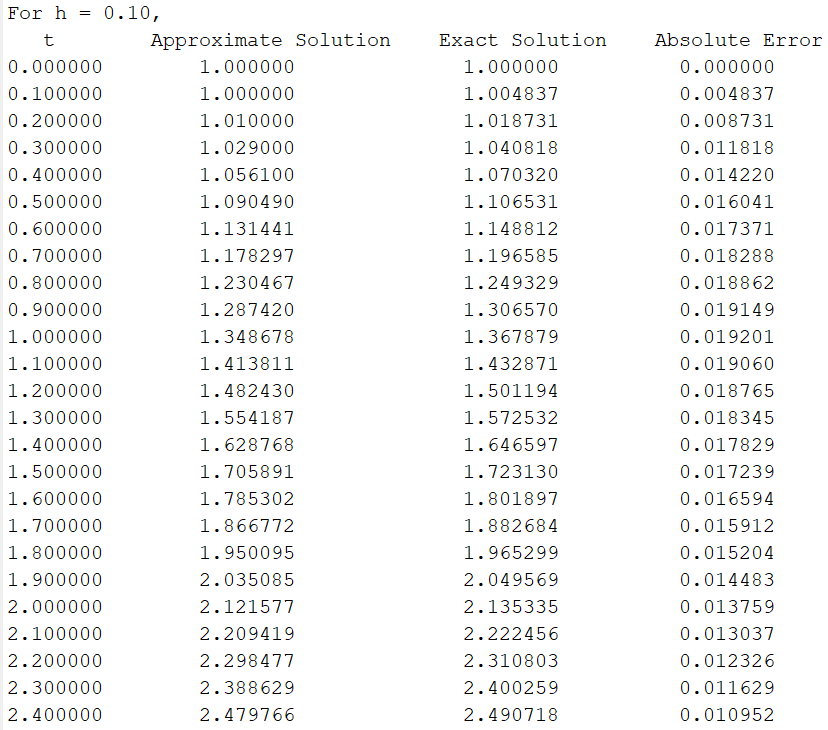 For h = 0.10,
t Approximate Solution Exact Solution Absolute Error
0.000000 1.000000 1.000000 0.000000
0.100000 1.000000 1.004837 0.004837
0.200000 1.010000 1.018731 0.008731
0.300000 1.029000 1.040818 0.011818
0.400000 1.056100 1.070320 0.014220
0.500000 1.090490 1.106531 0.016041
0.600000 1.131441 1.148812 0.017371
0.700000 1.178297 1.196585 0.018288
0.800000 1.230467 1.249329 0.018862
0.900000 1.287420 1.306570 0.019149
1.000000 1.348678 1.367879 0.019201
1.100000 1.413811 1.432871 0.019060
1.200000 1.482430 1.501194 0.018765
1.300000 1.554187 1.572532 0.018345
1.400000 1.628768 1.646597 0.017829
1.500000 1.705891 1.723130 0.017239
1.600000 1.785302 1.801897 0.016594
1.700000 1.866772 1.882684 0.015912
1.800000 1.950095 1.965299 0.015204
1.900000 2.035085 2.049569 0.014483
2.000000 2.121577 2.135335 0.013759
2.100000 2.209419 2.222456 0.013037
2.200000 2.298477 2.310803 0.012326
2.300000 2.388629 2.400259 0.011629
2.400000 2.479766 2.490718 0.010952